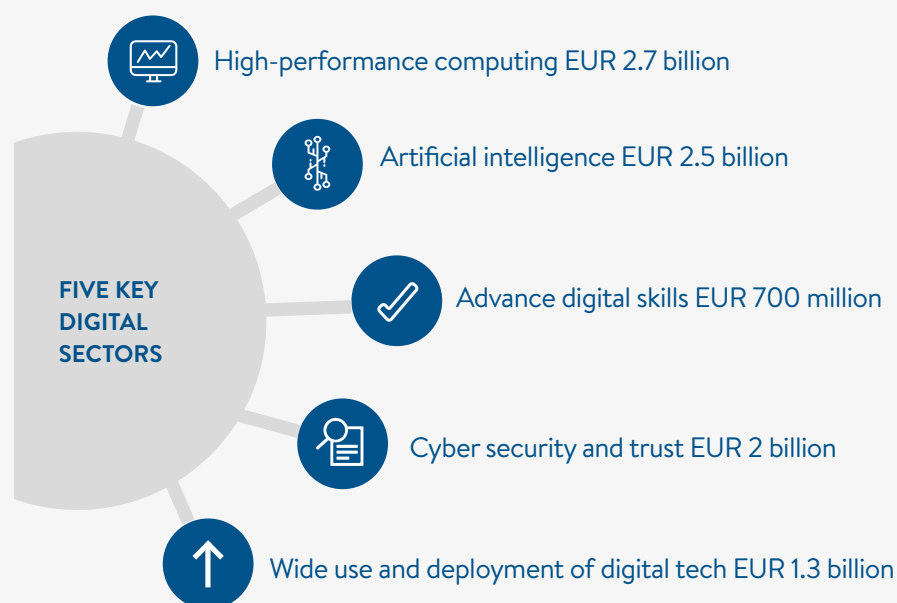 High-performance computing EUR 2.7 billion
Artificial intelligence EUR 2.5 billion
FIVE KEY
DIGITAL
SECTORS
Advance digital skills EUR 700 million
Cyber security and trust EUR 2 billion
Wide use and deployment of digital tech EUR 1.3 billion